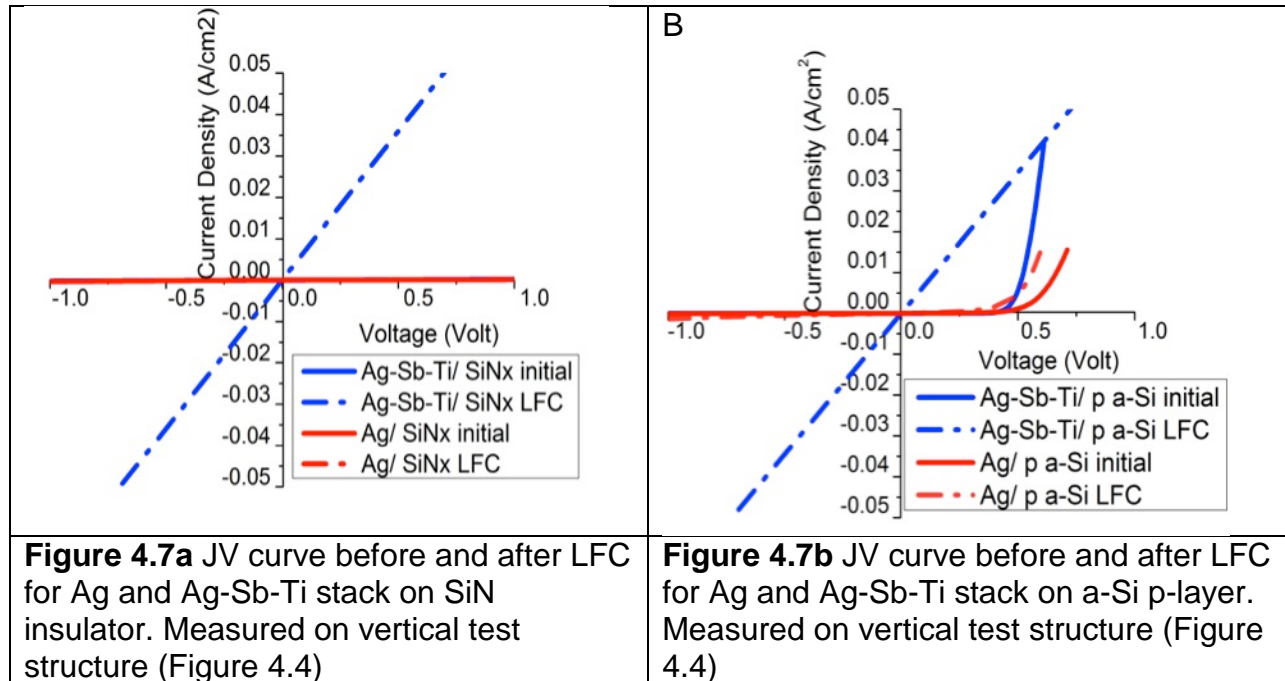 Current Density (A/cm2)
0.05
0.04
0.03
0.02
0.01
0.00
-1.0
-0.5
0.0
0.5
1.0
-0.01
-0.02
-0.03
-0.04
-0.05
Voltage (Volt)
Ag-Sb-Ti/ SiNx initial
Ag-Sb-Ti/ SiNx LFC
Ag/ SiNx initial
Ag/ SiNx LFC
Figure 4.7a JV curve before and after LFC
for Ag and Ag-Sb-Ti stack on SiN
insulator. Measured on vertical test
structure (Figure 4.4)
B
Current Density (A/cm²)
0.05
0.04
0.03
0.02
0.01
0.00
-1.0
-0.5
0.0
0.5
1.0
-0.01
-0.02
-0.03
-0.04
-0.05
Voltage (Volt)
Ag-Sb-Ti/ p a-Si initial
Ag-Sb-Ti/ p a-Si LFC
Ag/ p a-Si initial
Ag/ p a-Si LFC
Figure 4.7b JV curve before and after LFC
for Ag and Ag-Sb-Ti stack on a-Si p-layer.
Measured on vertical test structure (Figure
4.4)